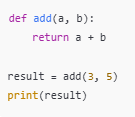 def add(a, b):
    return a + b

result = add(3, 5)
print(result)